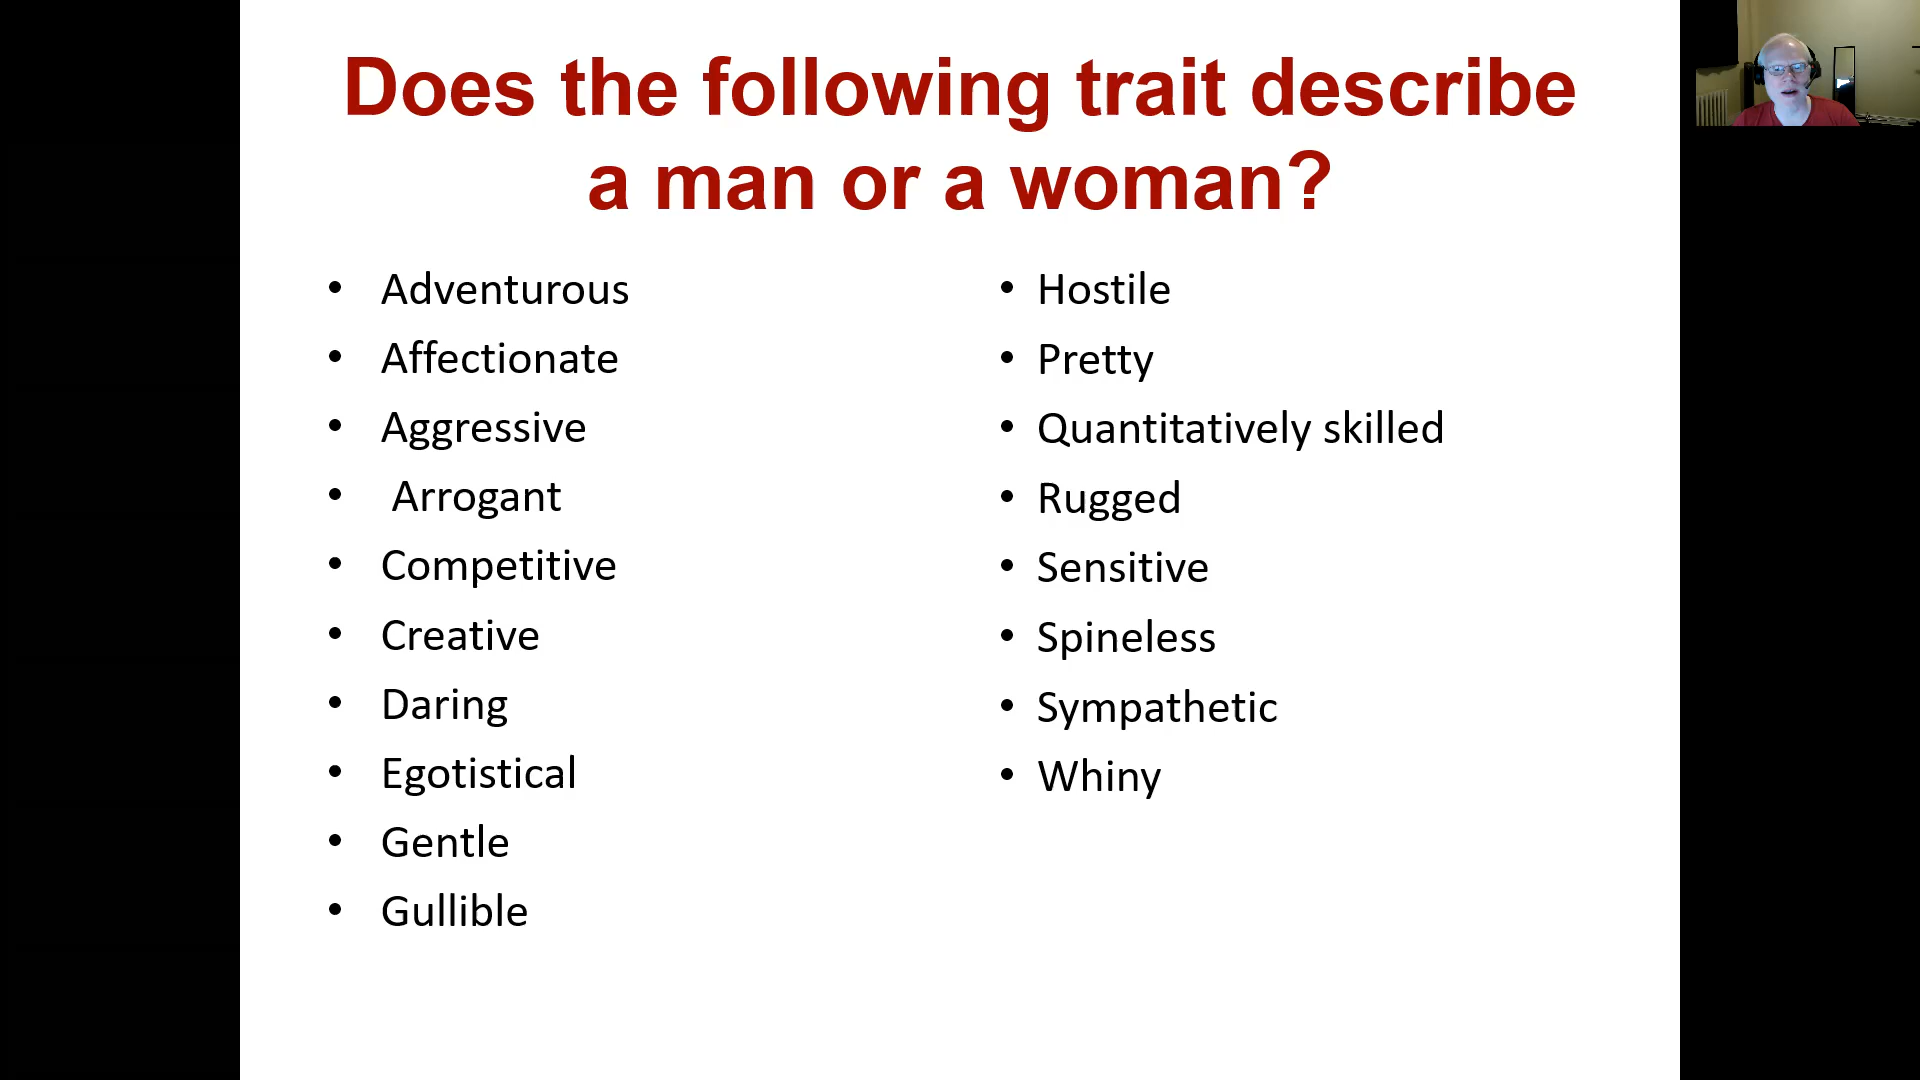 Does the following trait describe
a man or a woman?
• Adventurous
• Affectionate
• Aggressive
• Arrogant
• Competitive
• Creative
• Daring
• Egotistical
• Gentle
• Gullible
• Hostile
• Pretty
• Quantitatively skilled
• Rugged
• Sensitive
• Spineless
• Sympathetic
• Whiny